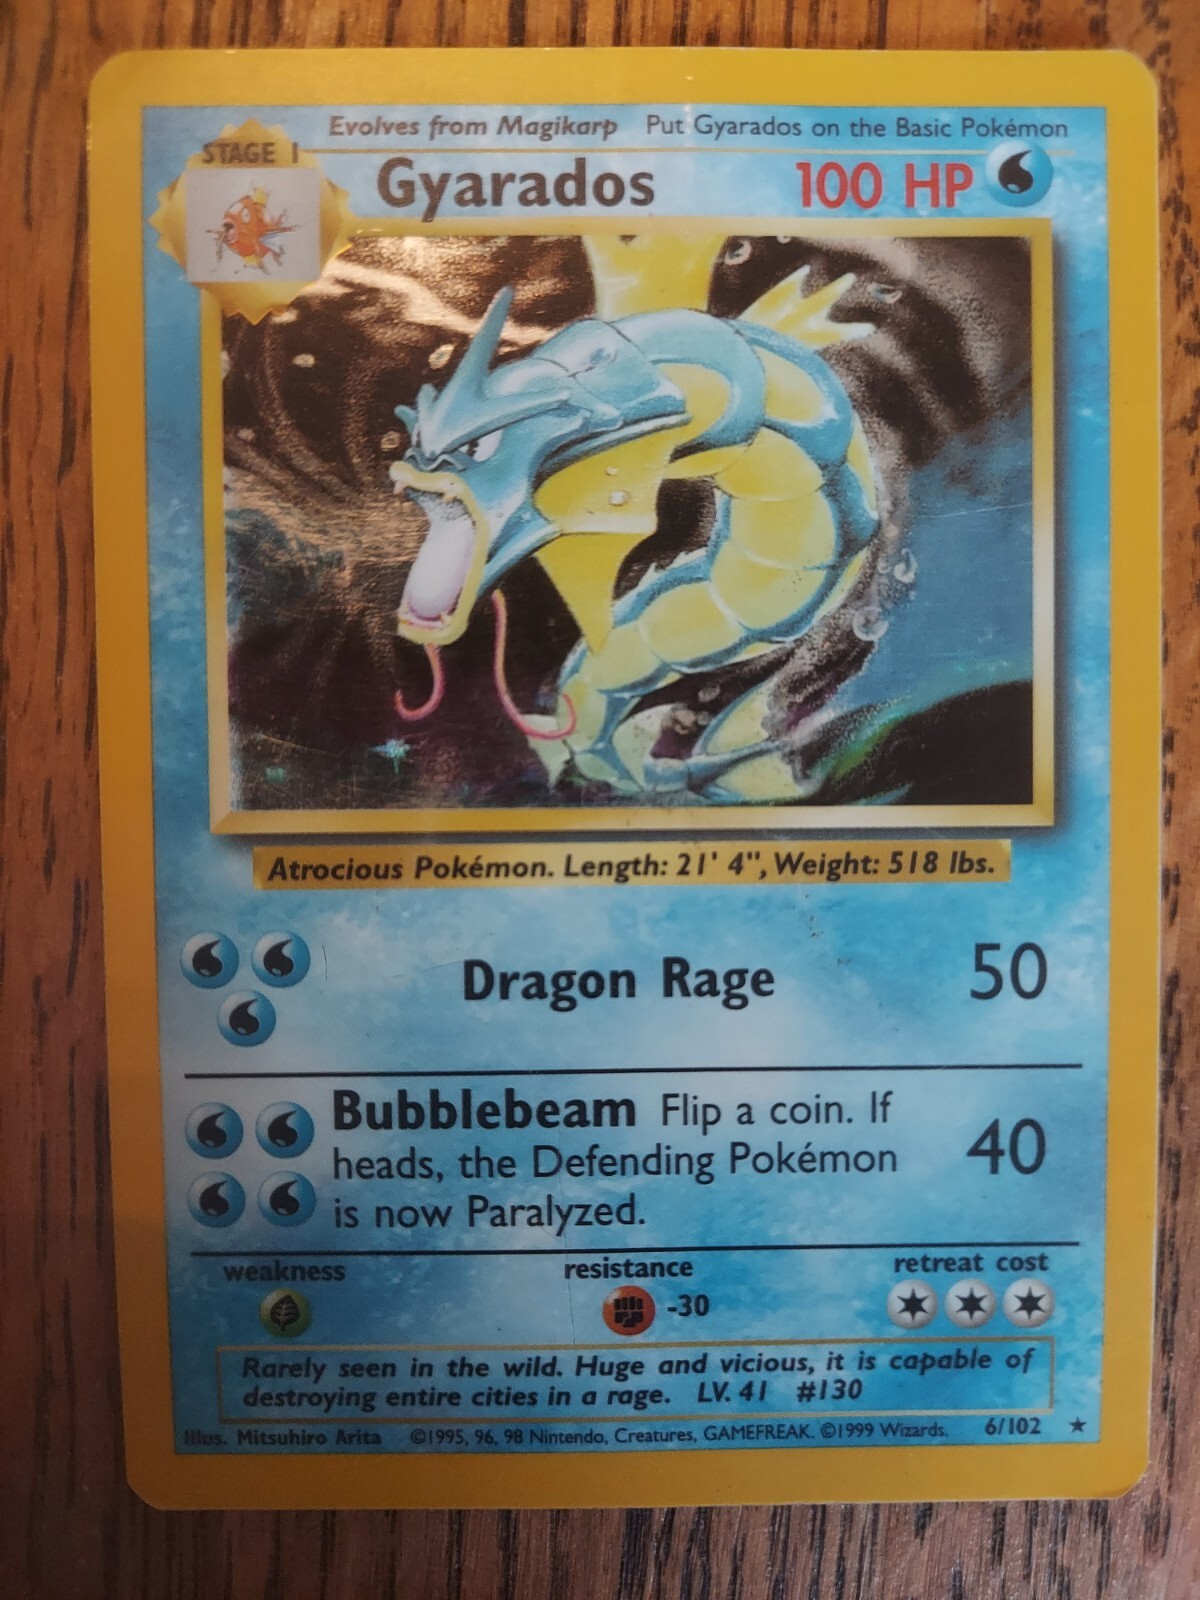 Evolves from Magikarp Put Gyarados on the Basic Pokémon
STAGE 1
Gyarados 100 HP
Atrocious Pokémon. Length: 21' 4", Weight: 518 lbs.
Dragon Rage 50
Bubblebeam Flip a coin. If
heads, the Defending Pokémon
is now Paralyzed.
40
weakness resistance retreat cost
-30
Rarely seen in the wild. Huge and vicious, it is capable of
destroying entire cities in a rage. LV. 41 #130
Illus. Mitsuhiro Arita ©1995, 96, 98 Nintendo, Creatures, GAMEFREAK. ©1999 Wizards. 6/102 ★